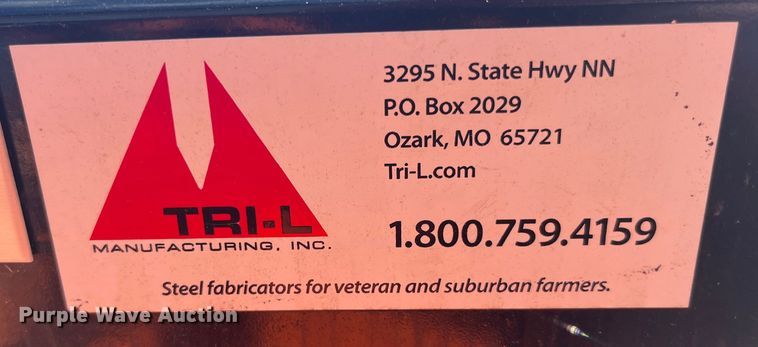 TRI-L
MANUFACTURING, INC.
3295 N. State Hwy NN
P.O. Box 2029
Ozark, MO 65721
Tri-L.com
1.800.759.4159
Steel fabricators for veteran and suburban farmers.
Purple Wave Auction